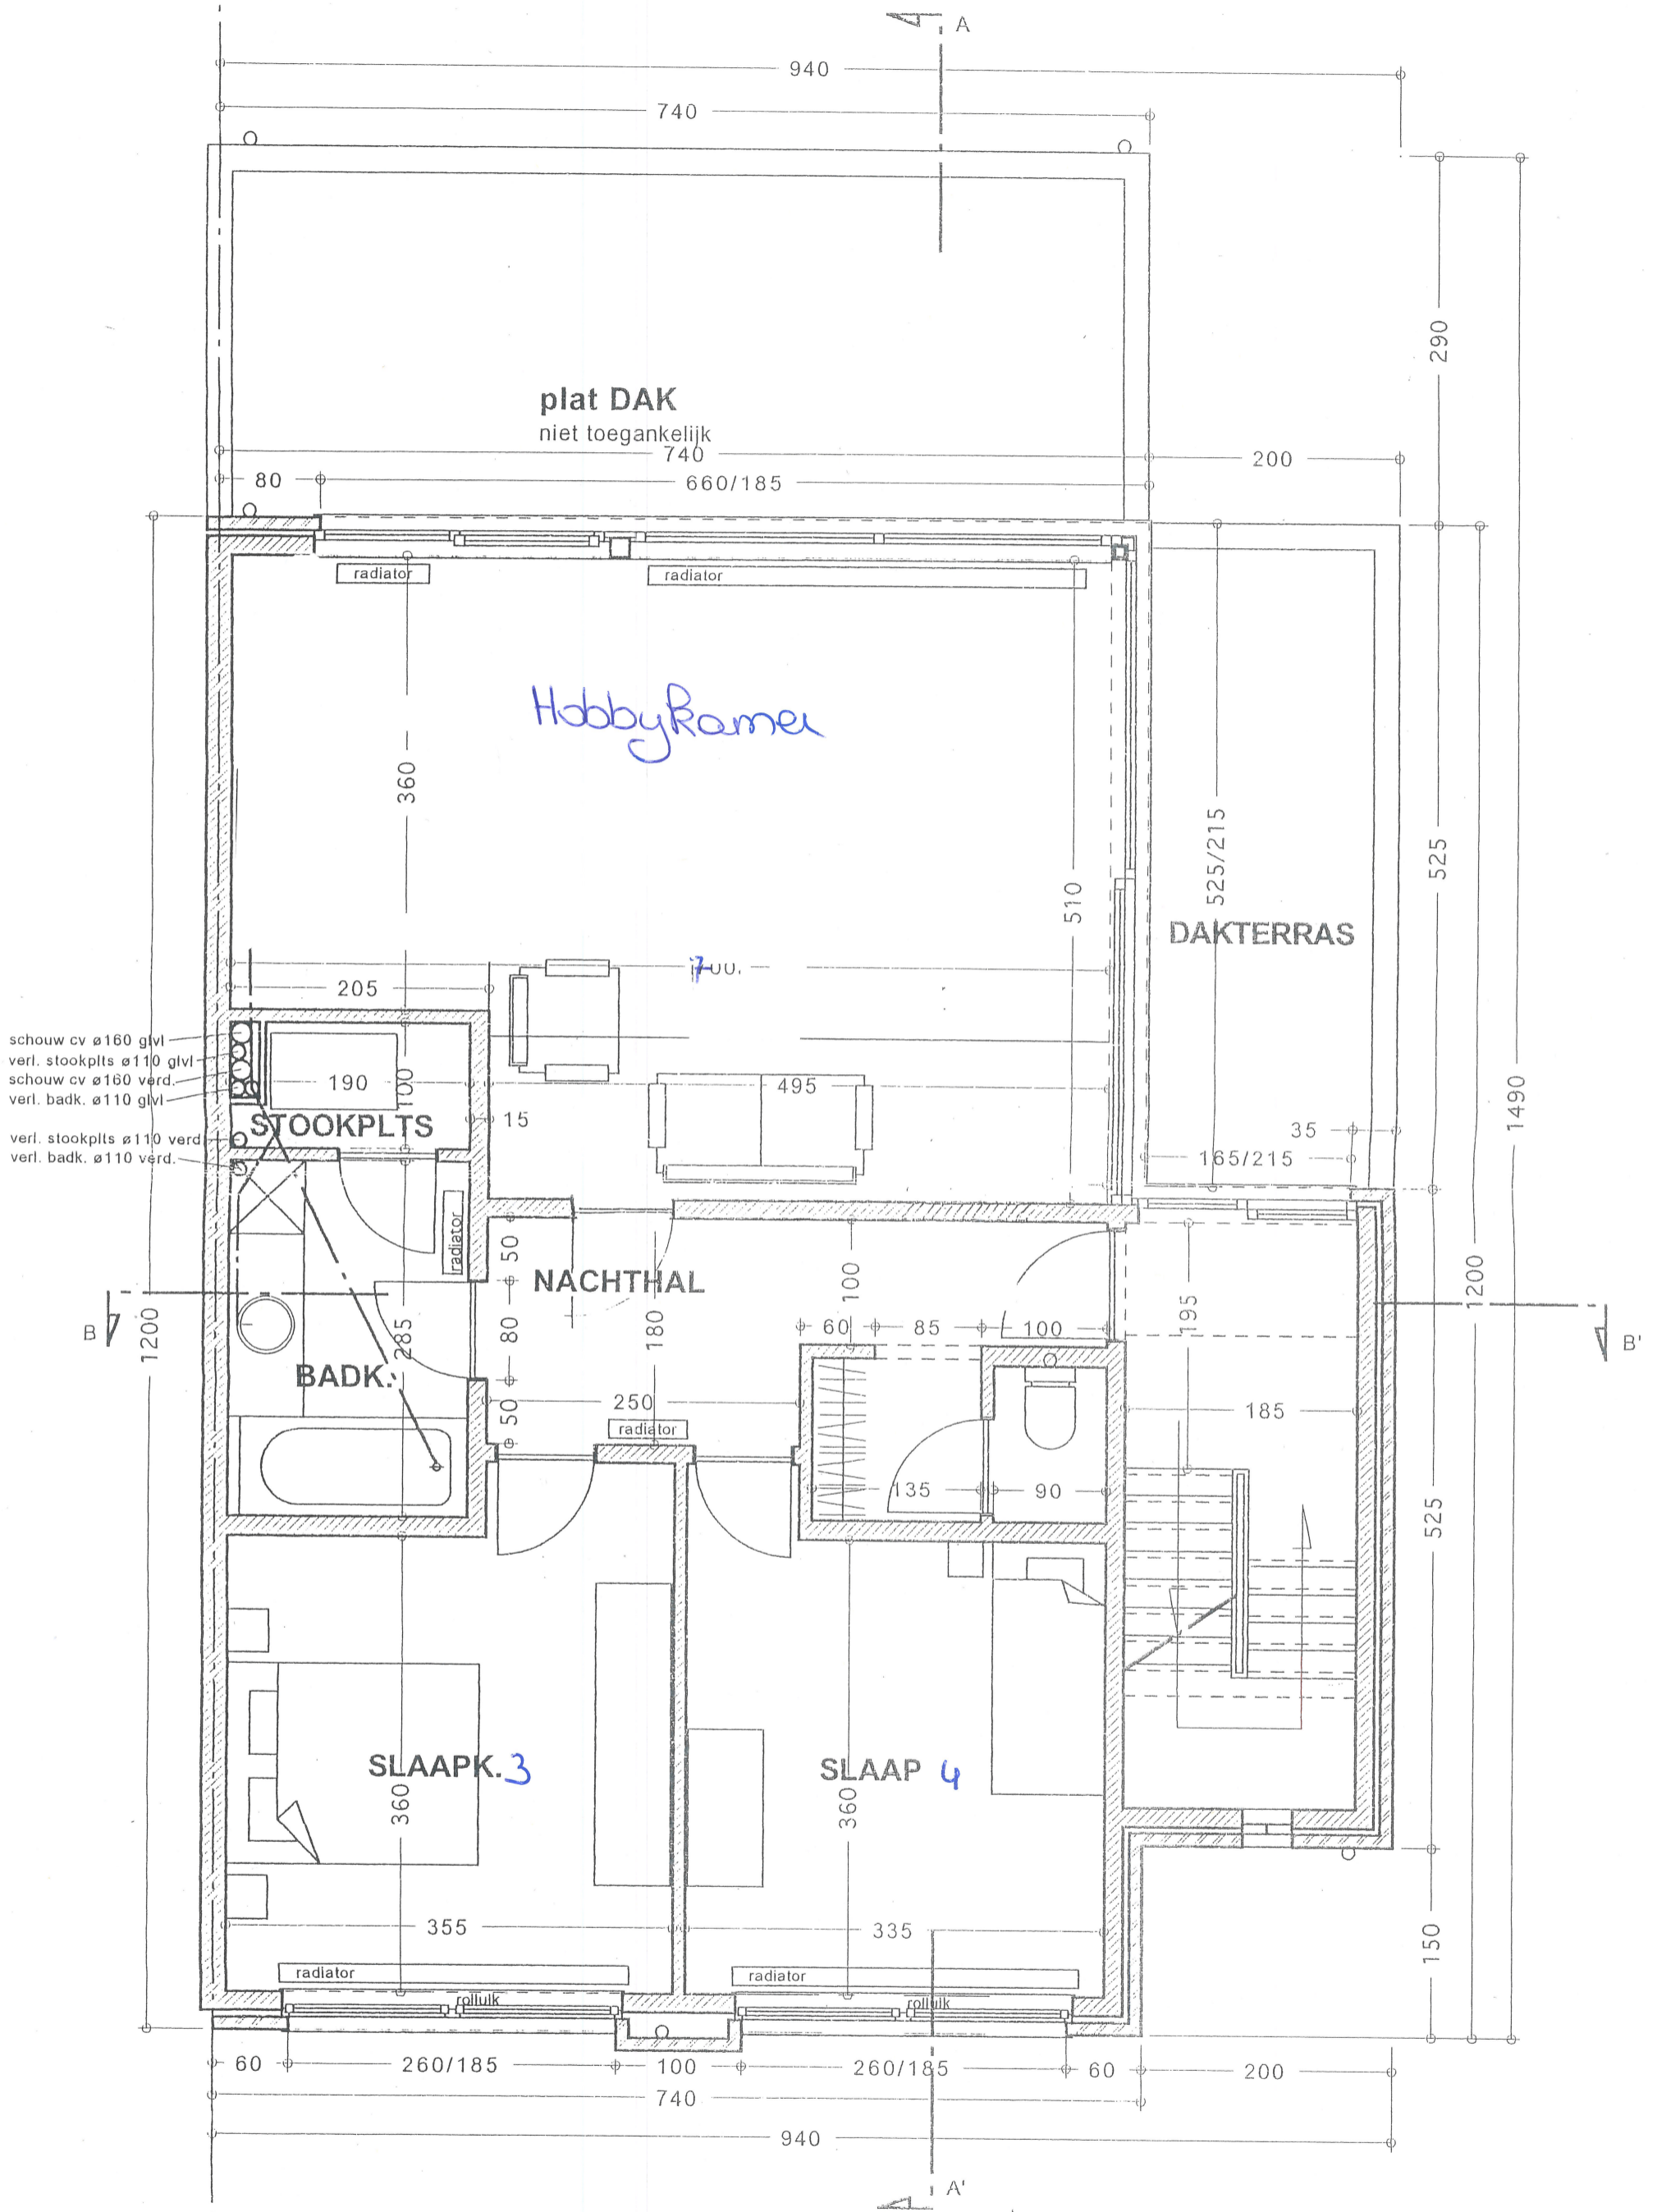 A
940
740
290
plat DAK
niet toegankelijk
740
200
80
660/185
radiator
radiator
Hobbykamer
360
525/215
525
510
DAKTERRAS
7
205
schouw cv ø160 glvl
verl. stookplts ø110 glvl
schouw cv ø160 verd.
verl. badk. ø110 glvl
190
100
495
1490
STOOKPLTS
15
35
verl. stookplts ø110 verd
verl. badk. ø110 verd.
165/215
radiator
50
NACHTHAL
100
1200
195
B
1200
285
80
180
60
85
100
B'
BADK.
250
50
radiator
185
135
90
525
SLAAPK. 3
SLAAP 4
360
360
355
335
150
radiator
radiator
rolluik
rolluik
60
260/185
100
260/185
60
200
740
940
A'